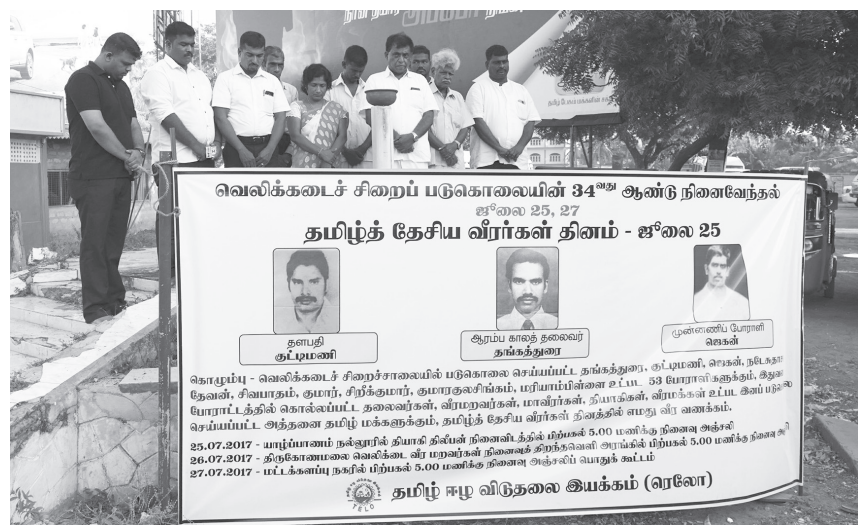 நாள் தமிழ்
வெலிக்கடைச் சிறைப் படுகொலையின் 34வது ஆண்டு நினைவேந்தல்
ஜூலை 25, 27
தமிழ்த் தேசிய வீரர்கள் தினம் - ஜூலை 25
தளபதி
குட்டிமணி
ஆரம்ப காலத் தலைவர்
தங்கத்துரை
முன்னணிப் போராளி
ஜெகன்
கொழும்பு - வெலிக்கடைச் சிறைச்சாலையில் படுகொலை செய்யப்பட்ட தங்கத்துரை, குட்டிமணி, ஜெகன், நடேசுதாச
தேவன், சிவபாதம், குமார், சிறீக்குமார், குமாரகுலசிங்கம், மரியாம்பிள்ளை உட்பட 53 போராளிகளுக்கும், இதுவரை
போராட்டத்தில் கொல்லப்பட்ட தலைவர்கள், வீரமறவர்கள், மாவீரர்கள், தியாகிகள், வீரமக்கள் உட்பட இனப் படுகொலை
செய்யப்பட்ட அத்தனை தமிழ் மக்களுக்கும், தமிழ்த் தேசிய வீரர்கள் தினத்தில் எமது வீர வணக்கம்.
25.07.2017 - யாழ்ப்பாணம் நல்லூரில் தியாகி திலீபன் நினைவிடத்தில் பிற்பகல் 5.00 மணிக்கு நினைவு அஞ்சலி
26.07.2017 - திருகோணமலை வெலிக்டை வீர மறவர்கள் நினைவுத் திறந்தவெளி அரங்கில் பிற்பகல் 5.00 மணிக்கு நினைவு
27.07.2017 - மட்டக்களப்பு நகரில் பிற்பகல் 5.00 மணிக்கு நினைவு அஞ்சலிப் பொதுக் கூட்டம்
TELO
தமிழ் ஈழ விடுதலை இயக்கம் (ரெலோ)